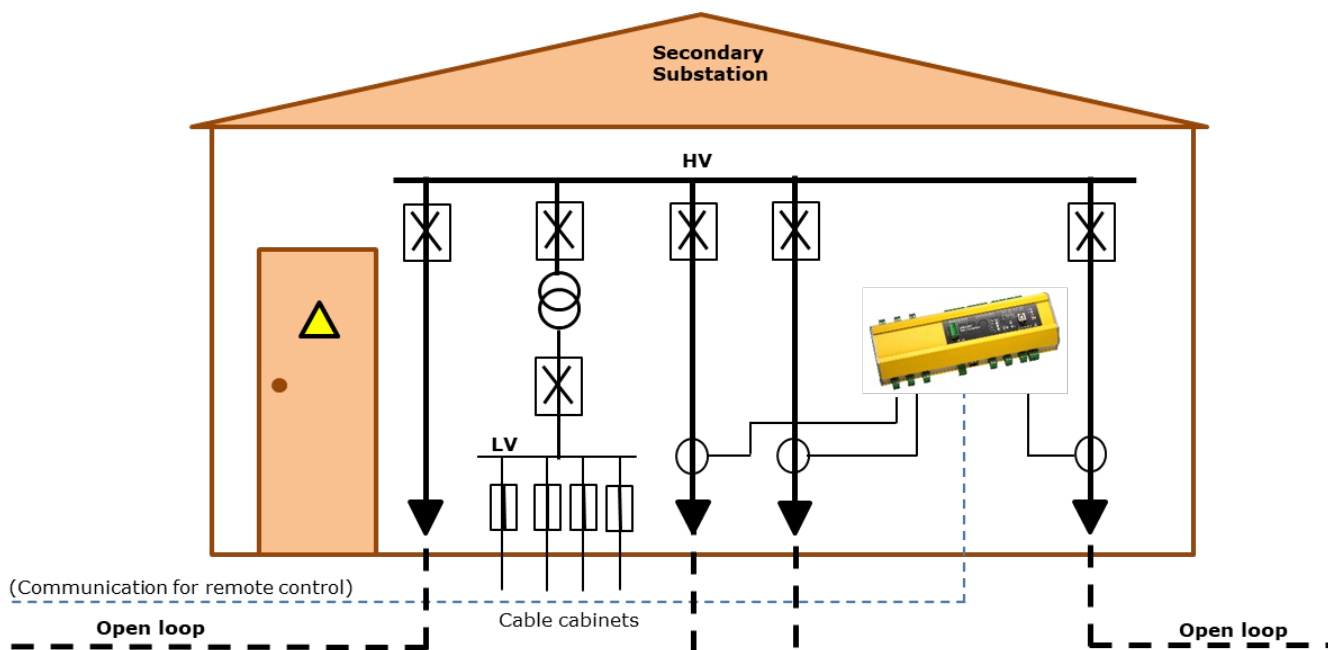 Secondary
Substation
HV
LV
(Communication for remote control)
Cable cabinets
Open loop
Open loop